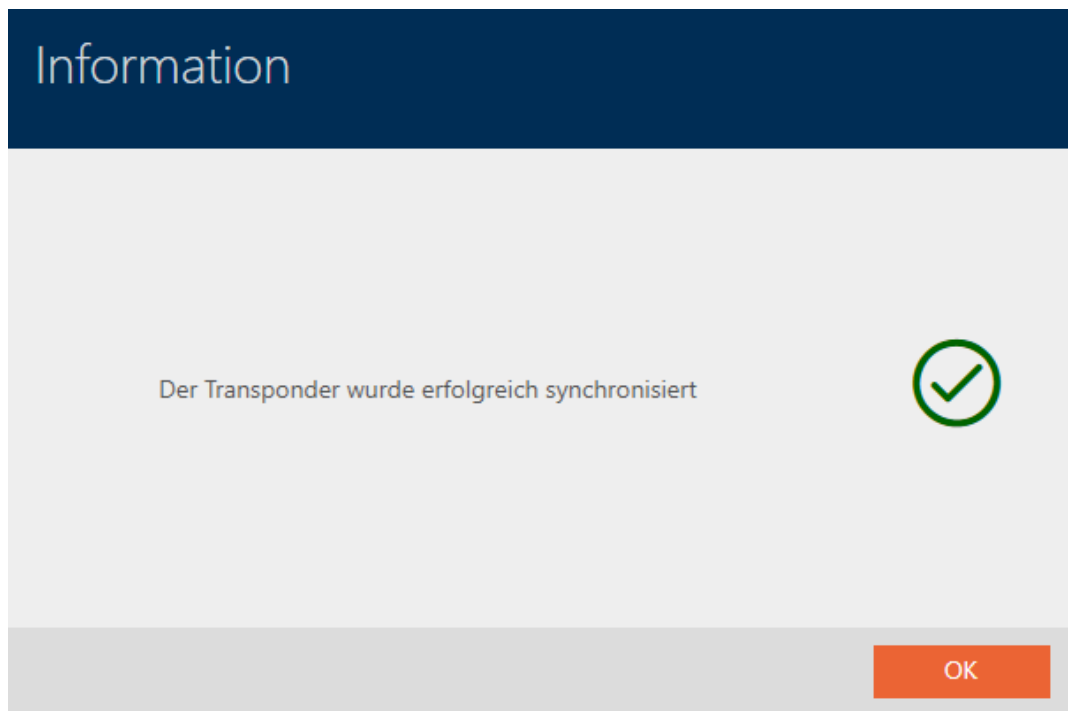 Information
Der Transponder wurde erfolgreich synchronisiert
OK